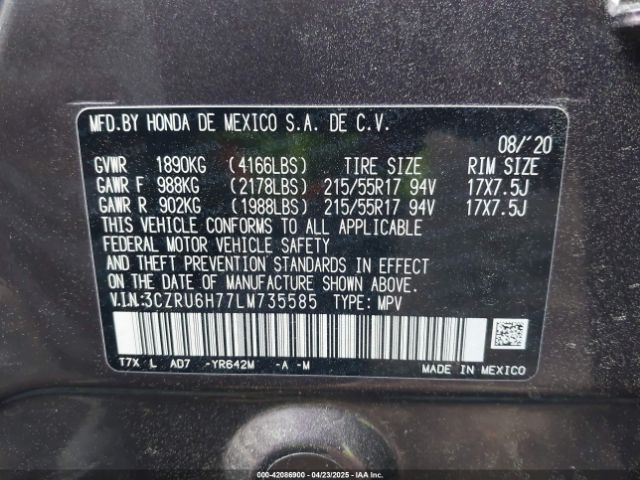 MFD.BY HONDA DE MEXICO S.A. DE C.V.
08/'20
GVWR 1890KG (4166LBS) TIRE SIZE RIM SIZE
GAWR F 988KG (2178LBS) 215/55R17 94V 17X7.5J
GAWR R 902KG (1988LBS) 215/55R17 94V 17X7.5J
THIS VEHICLE CONFORMS TO ALL APPLICABLE
FEDERAL MOTOR VEHICLE SAFETY
AND THEFT PREVENTION STANDARDS IN EFFECT
ON THE DATE OF MANUFACTURE SHOWN ABOVE.
V.I.N:3CZRU6H77LM735585 TYPE: MPV
T7X L AD7 -YR642M -A -M MADE IN MEXICO
000-42086900 - 04/23/2025 - IAAI Inc. - Copyright